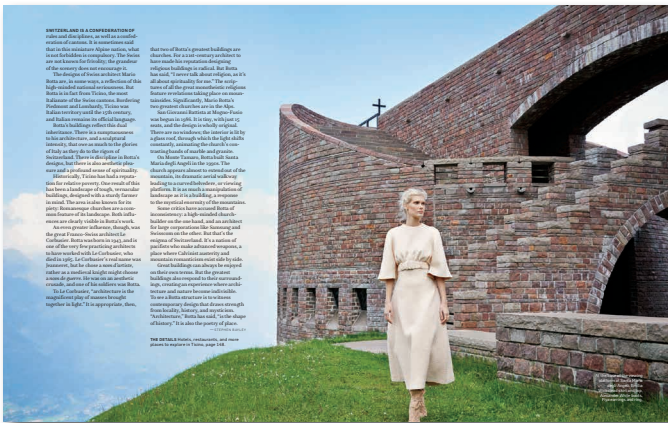 SWITZERLAND IS A CONFEDERATION OF
rules and disciplines, as well as a confed-
eration of cantons. It is sometimes said
that in this miniature Alpine nation, what
is not forbidden is compulsory. The Swiss
are not known for frivolity; the grandeur
of the scenery does not encourage it.
The designs of Swiss architect Mario
Botta are, in some ways, a reflection of this
high-minded national seriousness. But
Botta is in fact from Ticino, the most
Italianate of the Swiss cantons. Bordering
Piedmont and Lombardy, Ticino was
Italian territory until the 15th century,
and Italian remains its official language.
Botta's buildings reflect this dual
inheritance. There is a sumptuousness
to his architecture, and a sculptural
intensity, that owe as much to the glories
of Italy as they do to the rigors of
Switzerland. There is discipline in Botta's
designs, but there is also aesthetic plea-
sure and a profound sense of spirituality.
Historically, Ticino has had a reputa-
tion for relative poverty. One result of this
has been a landscape of tough, vernacular
buildings, designed with a sturdy farmer
in mind. The area is also known for its
piety: Romanesque churches are a com-
mon feature of its landscape. Both influ-
ences are clearly visible in Botta's work.
An even greater influence, though, was
the great Franco-Swiss architect Le
Corbusier. Botta was born in 1943, and is
one of the very few practicing architects
to have worked with Le Corbusier, who
died in 1965. Le Corbusier's real name was
Jeanneret, but he chose a nom d'artiste,
rather as a medieval knight might choose
a nom de guerre. He was on an aesthetic
crusade, and one of his soldiers was Botta.
To Le Corbusier, "architecture is the
magnificent play of masses brought
together in light." It is appropriate, then,
that two of Botta's greatest buildings are
churches. For a 21st-century architect to
have made his reputation designing
religious buildings is radical. But Botta
has said, "I never talk about religion, as it's
all about spirituality for me." The scrip-
tures of all the great monotheistic religions
feature revelations taking place on moun-
tainsides. Significantly, Mario Botta's
two greatest churches are in the Alps.
San Giovanni Battista at Mogno-Fusio
was begun in 1986. It is tiny, with just 15
seats, and the design is wholly original.
There are no windows; the interior is lit by
a glass roof, through which the light shifts
constantly, animating the church's con-
trasting bands of marble and granite.
On Monte Tamaro, Botta built Santa
Maria degli Angeli in the 1990s. The
church appears almost to extend out of the
mountain, its dramatic aerial walkway
leading to a curved belvedere, or viewing
platform. It is as much a manipulation of
landscape as it is a building, a response
to the mystical enormity of the mountains.
Some critics have accused Botta of
inconsistency: a high-minded church-
builder on the one hand, and an architect
for large corporations like Samsung and
Swisscom on the other. But that's the
enigma of Switzerland. It's a nation of
pacifists who make advanced weapons, a
place where Calvinist austerity and
mountain romanticism exist side by side.
Great buildings can always be enjoyed
on their own terms. But the greatest
buildings also respond to their surround-
ings, creating an experience where archi-
tecture and nature become indivisible.
To see a Botta structure is to witness
contemporary design that draws strength
from locality, history, and mysticism.
"Architecture," Botta has said, "is the shape
of history." It is also the poetry of place.
—STEPHEN BAYLEY
THE DETAILS Hotels, restaurants, and more
places to explore in Ticino, page 148.